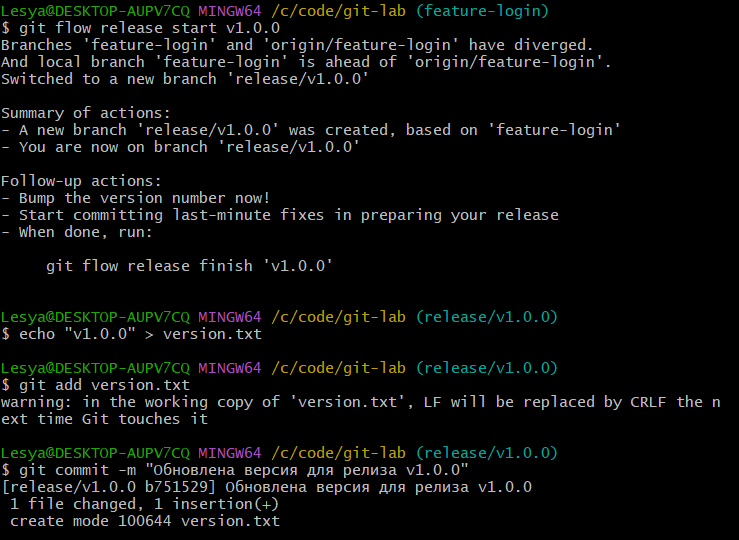 Lesya@DESKTOP-AUPV7CQ MINGW64 /c/code/git-lab (feature-login)
$ git flow release start v1.0.0
Branches 'feature-login' and 'origin/feature-login' have diverged.
And local branch 'feature-login' is ahead of 'origin/feature-login'.
Switched to a new branch 'release/v1.0.0'

Summary of actions:
- A new branch 'release/v1.0.0' was created, based on 'feature-login'
- You are now on branch 'release/v1.0.0'

Follow-up actions:
- Bump the version number now!
- Start committing last-minute fixes in preparing your release
- When done, run:

     git flow release finish 'v1.0.0'

Lesya@DESKTOP-AUPV7CQ MINGW64 /c/code/git-lab (release/v1.0.0)
$ echo "v1.0.0" > version.txt

Lesya@DESKTOP-AUPV7CQ MINGW64 /c/code/git-lab (release/v1.0.0)
$ git add version.txt
warning: in the working copy of 'version.txt', LF will be replaced by CRLF the n
ext time Git touches it

Lesya@DESKTOP-AUPV7CQ MINGW64 /c/code/git-lab (release/v1.0.0)
$ git commit -m "Обновлена версия для релиза v1.0.0"
[release/v1.0.0 b751529] Обновлена версия для релиза v1.0.0
 1 file changed, 1 insertion(+)
 create mode 100644 version.txt